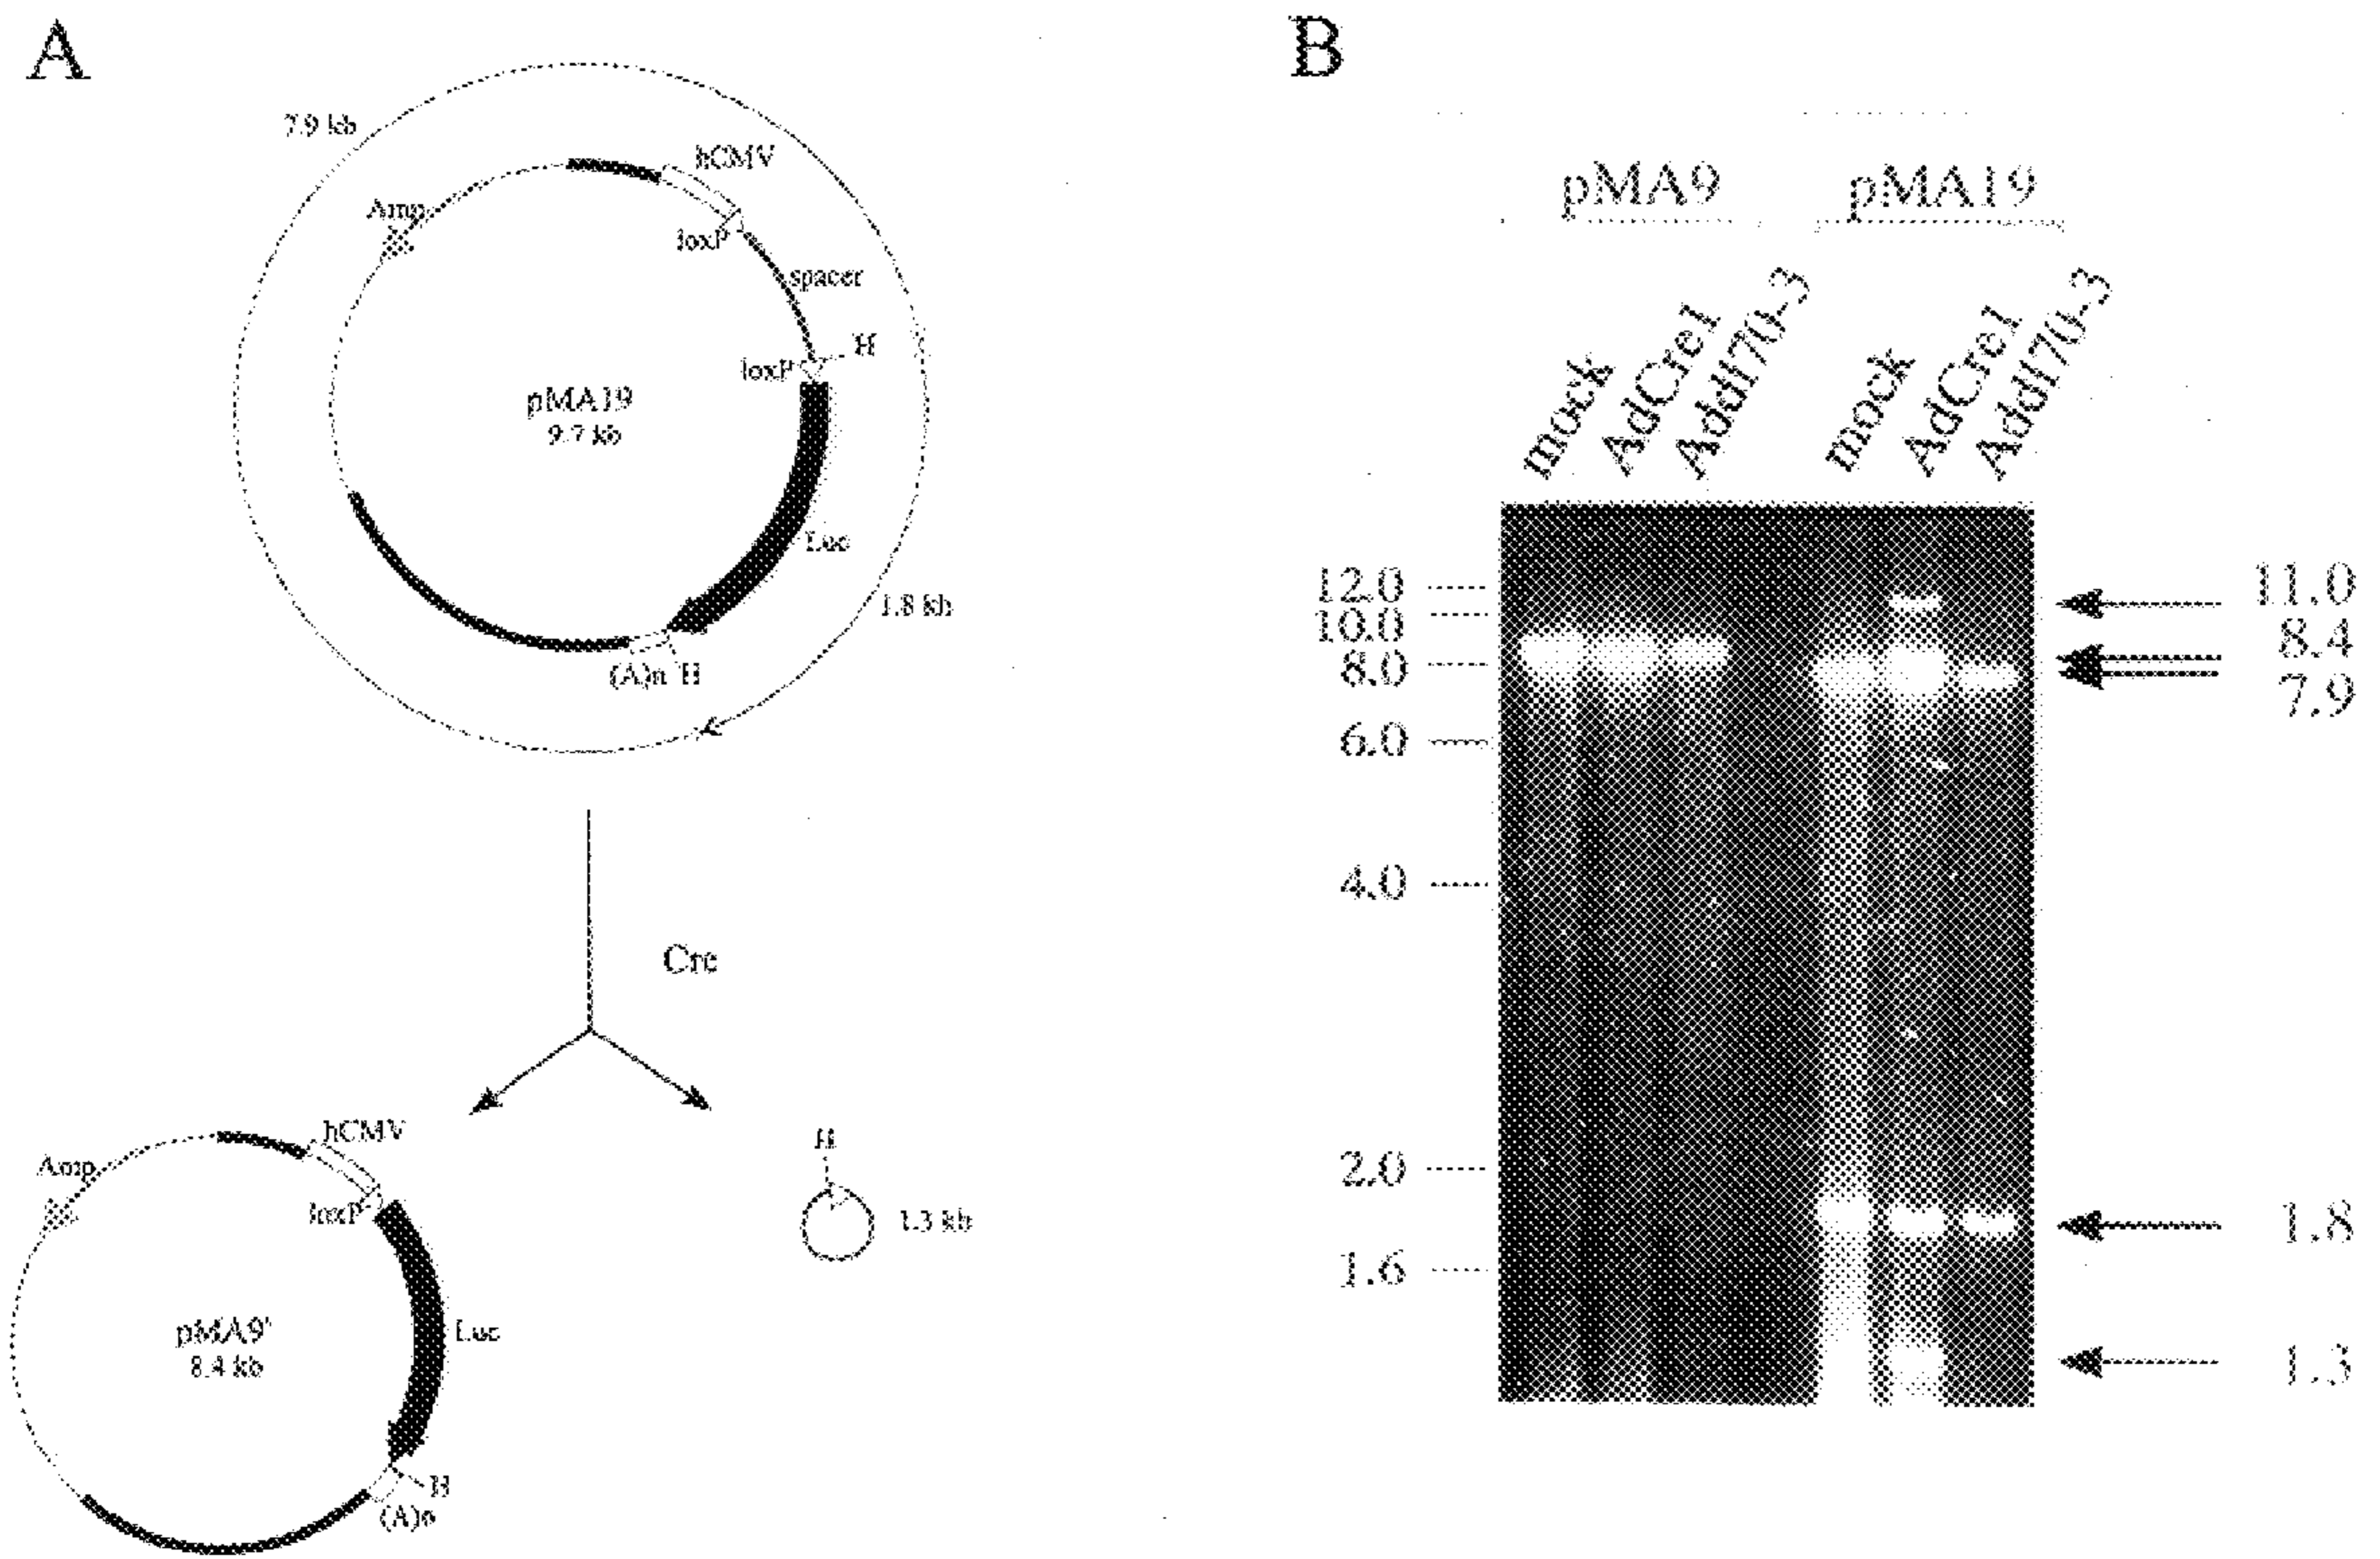 A
7.9 kb
hCMV
Amp
loxP
spacer
H
loxP
pMA19
9.7 kb
Luc
1.8 kb
(A)n H
Cre
hCMV
Amp
loxP
H
1.3 kb
pMA9'
8.4 kb
Luc
H
(A)n
B
pMA9 pMA19
mock AdCre1 Addl70-3 mock AdCre1 Addl70-3
12.0
10.0
8.0
6.0
4.0
2.0
1.6
11.0
8.4
7.9
1.8
1.3